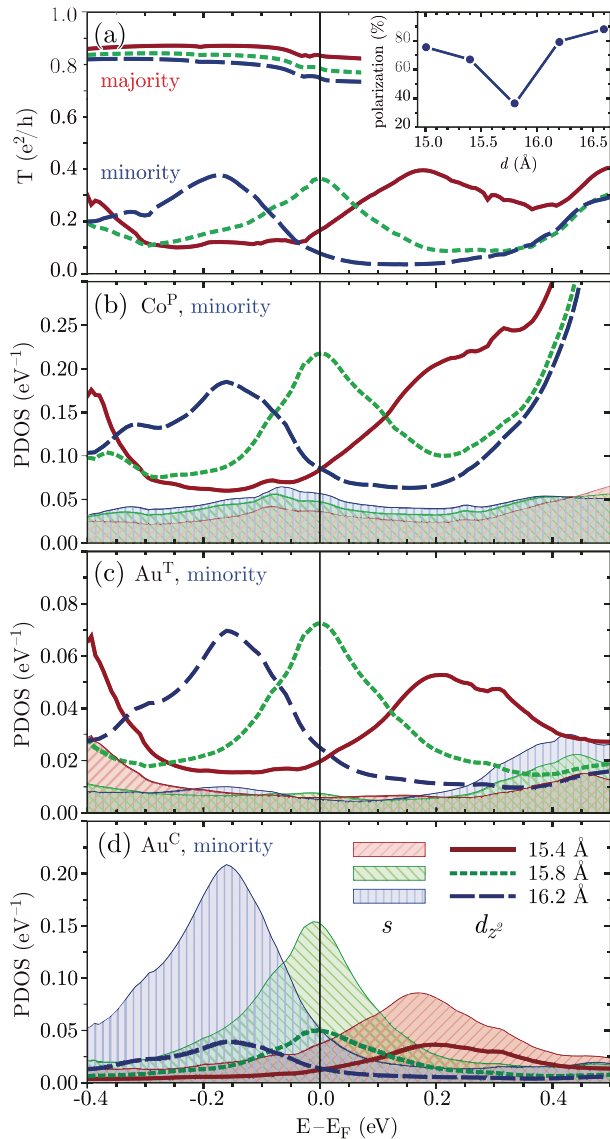 (a)
majority
minority
T (e²/h)
1.0
0.8
0.6
0.4
0.2
0.0
polarization (%)
80
60
40
20
15.0 15.5 16.0 16.5
d (Å)
(b) Coᴾ, minority
PDOS (eV⁻¹)
0.25
0.20
0.15
0.10
0.05
0.00
(c) Auᵀ, minority
PDOS (eV⁻¹)
0.08
0.06
0.04
0.02
0.00
(d) Auᶜ, minority
PDOS (eV⁻¹)
0.20
0.15
0.10
0.05
0.00
15.4 Å
15.8 Å
16.2 Å
s d_z²
-0.4 -0.2 0.0 0.2 0.4
E−E_F (eV)